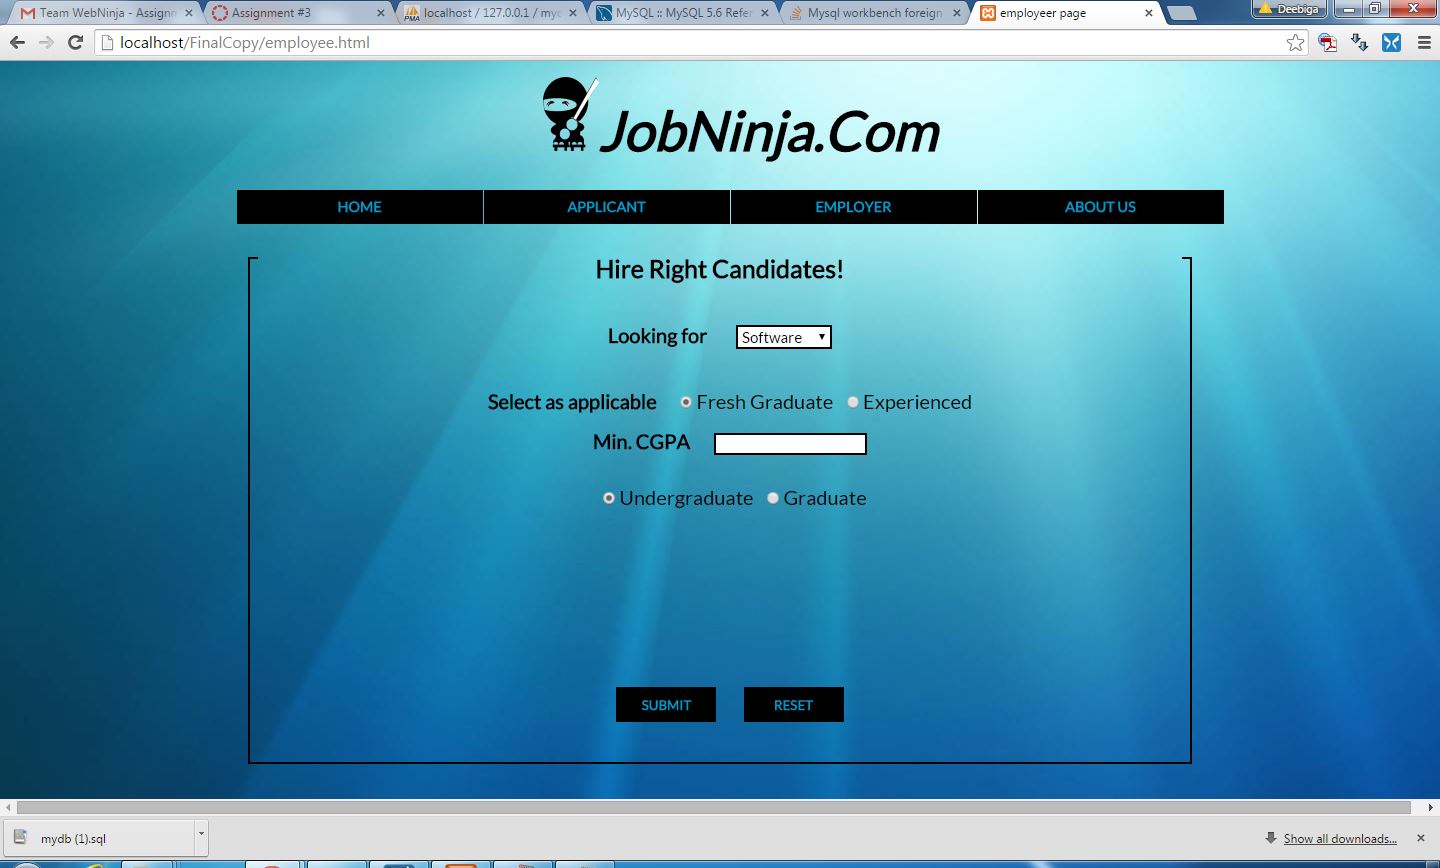 Team WebNinja - Assignm
Assignment #3
localhost / 127.0.0.1 / myd
MySQL :: MySQL 5.6 Refer
Mysql workbench foreign
employeer page
Deebiga
localhost/FinalCopy/employee.html
JobNinja.Com
HOME APPLICANT EMPLOYER ABOUT US
Hire Right Candidates!
Looking for Software
Select as applicable Fresh Graduate Experienced
Min. CGPA
Undergraduate Graduate
SUBMIT RESET
mydb (1).sql
Show all downloads...